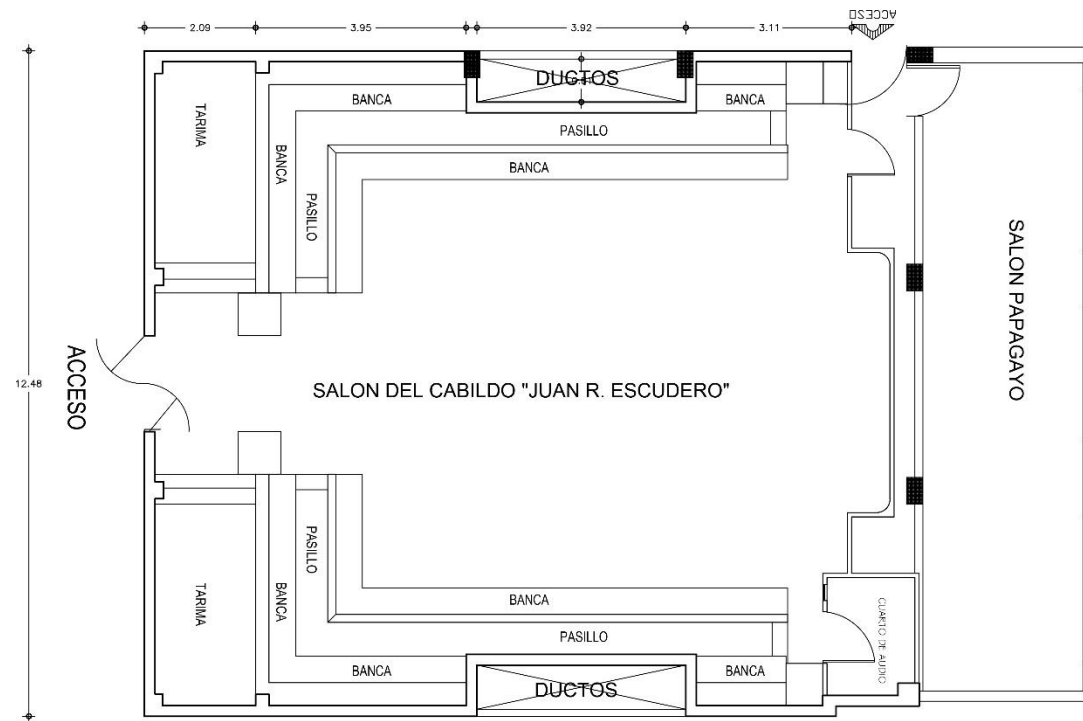 2.09
3.95
3.92
3.11
ACCESO
DUCTOS
BANCA
BANCA
TARIMA
PASILLO
BANCA
BANCA
PASILLO
SALON PAPAGAYO
12.48
ACCESO
SALON DEL CABILDO "JUAN R. ESCUDERO"
TARIMA
BANCA
PASILLO
BANCA
PASILLO
CUARTO DE AUDIO
BANCA
BANCA
DUCTOS